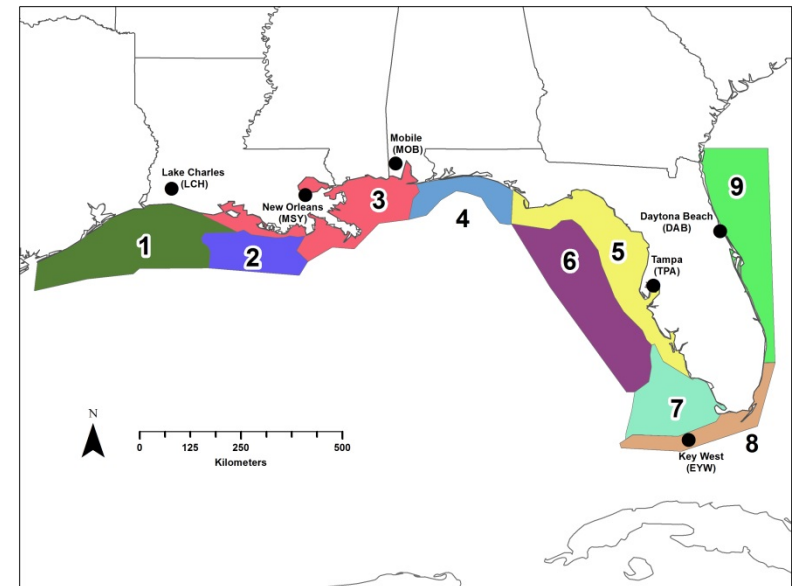 Mobile
(MOB)
Lake Charles
(LCH)
New Orleans
(MSY)
3
9
Daytona Beach
(DAB)
4
1
2
5
6
Tampa
(TPA)
7
8
Key West
(EYW)
N
0 125 250 500
Kilometers